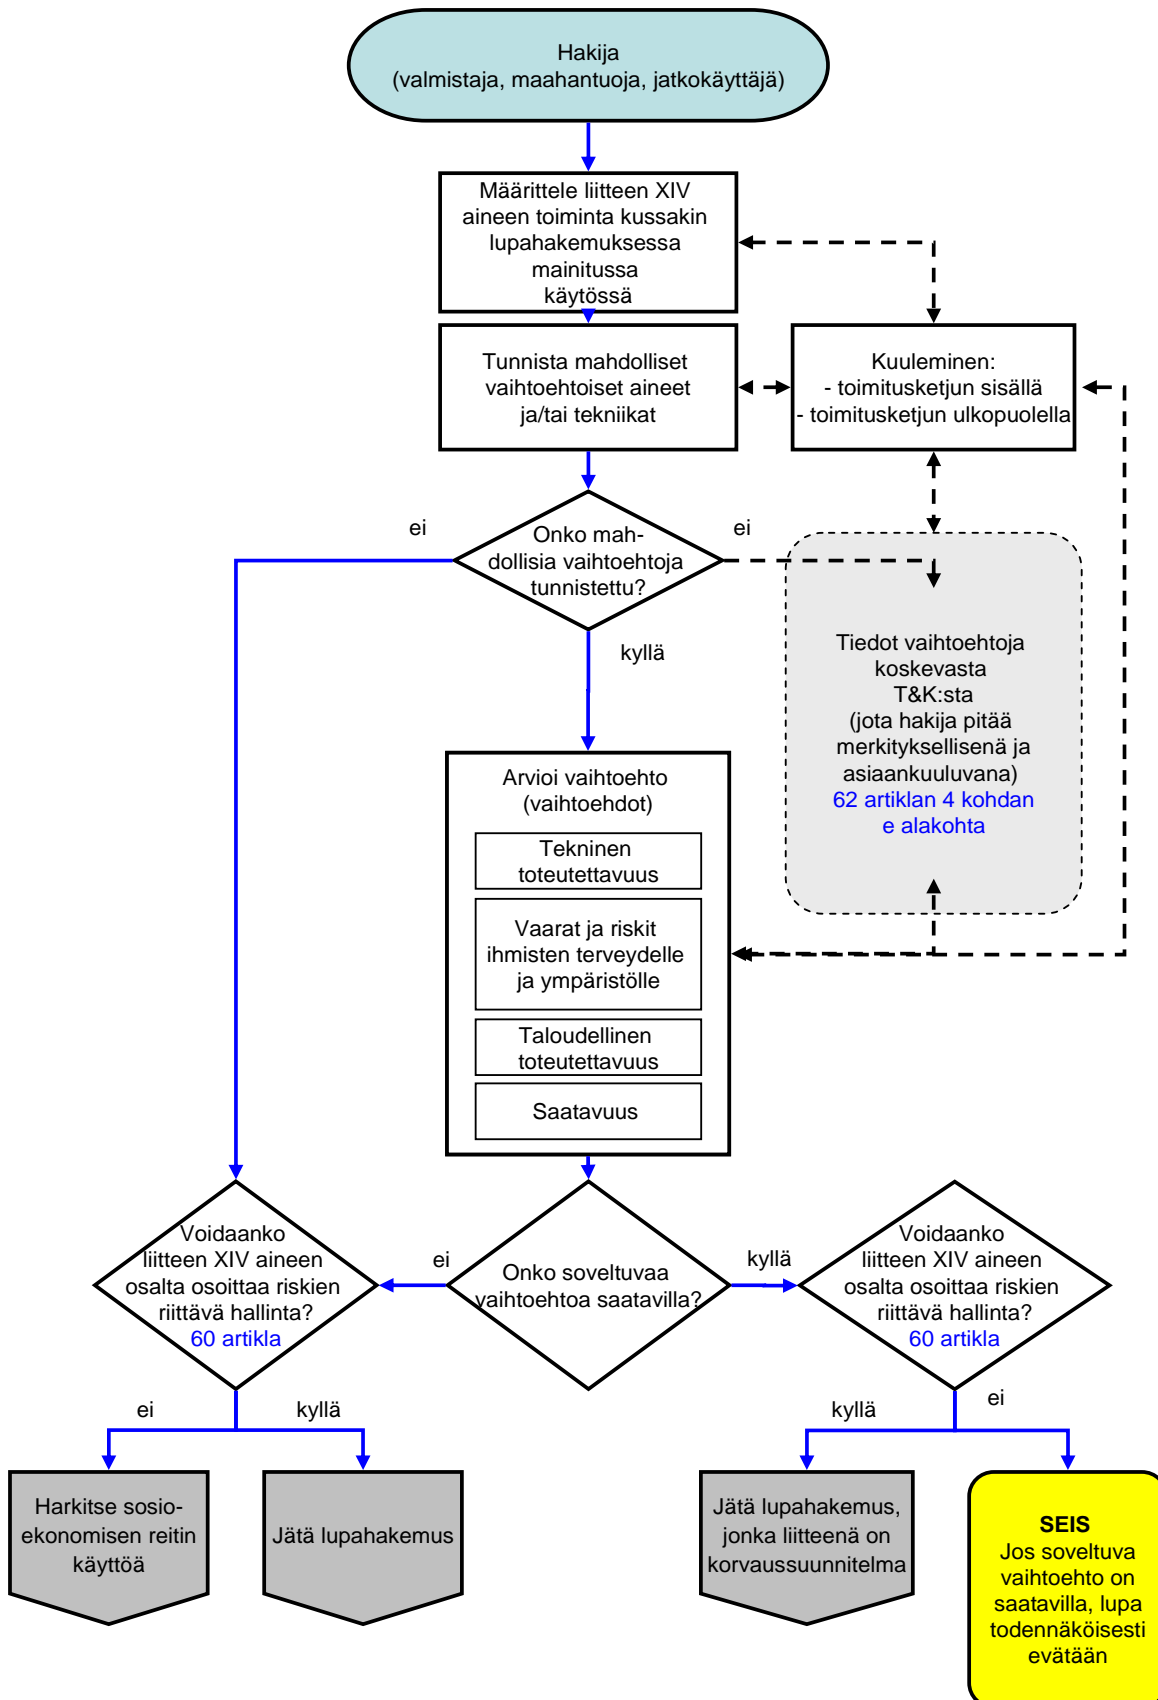 Hakija
(valmistaja, maahantuoja, jatkokäyttäjä)
Määrittele liitteen XIV
aineen toiminta kussakin
lupahakemuksessa
mainitussa
käytössä
Tunnista mahdolliset
vaihtoehtoiset aineet
ja/tai tekniikat
Kuuleminen:
- toimitusketjun sisällä
- toimitusketjun ulkopuolella
ei
Onko mah-
dollisia vaihtoehtoja
tunnistettu?
ei
kyllä
Tiedot vaihtoehtoja
koskevasta
T&K:sta
(jota hakija pitää
merkityksellisenä ja
asiaankuuluvana)
62 artiklan 4 kohdan
e alakohta
Arvioi vaihtoehto
(vaihtoehdot)
Tekninen
toteutettavuus
Vaarat ja riskit
ihmisten terveydelle
ja ympäristölle
Taloudellinen
toteutettavuus
Saatavuus
Voidaanko
liitteen XIV aineen
osalta osoittaa riskien
riittävä hallinta?
60 artikla
ei
Onko soveltuvaa
vaihtoehtoa saatavilla?
kyllä
Voidaanko
liitteen XIV aineen
osalta osoittaa riskien
riittävä hallinta?
60 artikla
ei
kyllä
kyllä
ei
Harkitse sosio-
ekonomisen reitin
käyttöä
Jätä lupahakemus
Jätä lupahakemus,
jonka liitteenä on
korvaussuunnitelma
SEIS
Jos soveltuva
vaihtoehto on
saatavilla, lupa
todennäköisesti
evätään